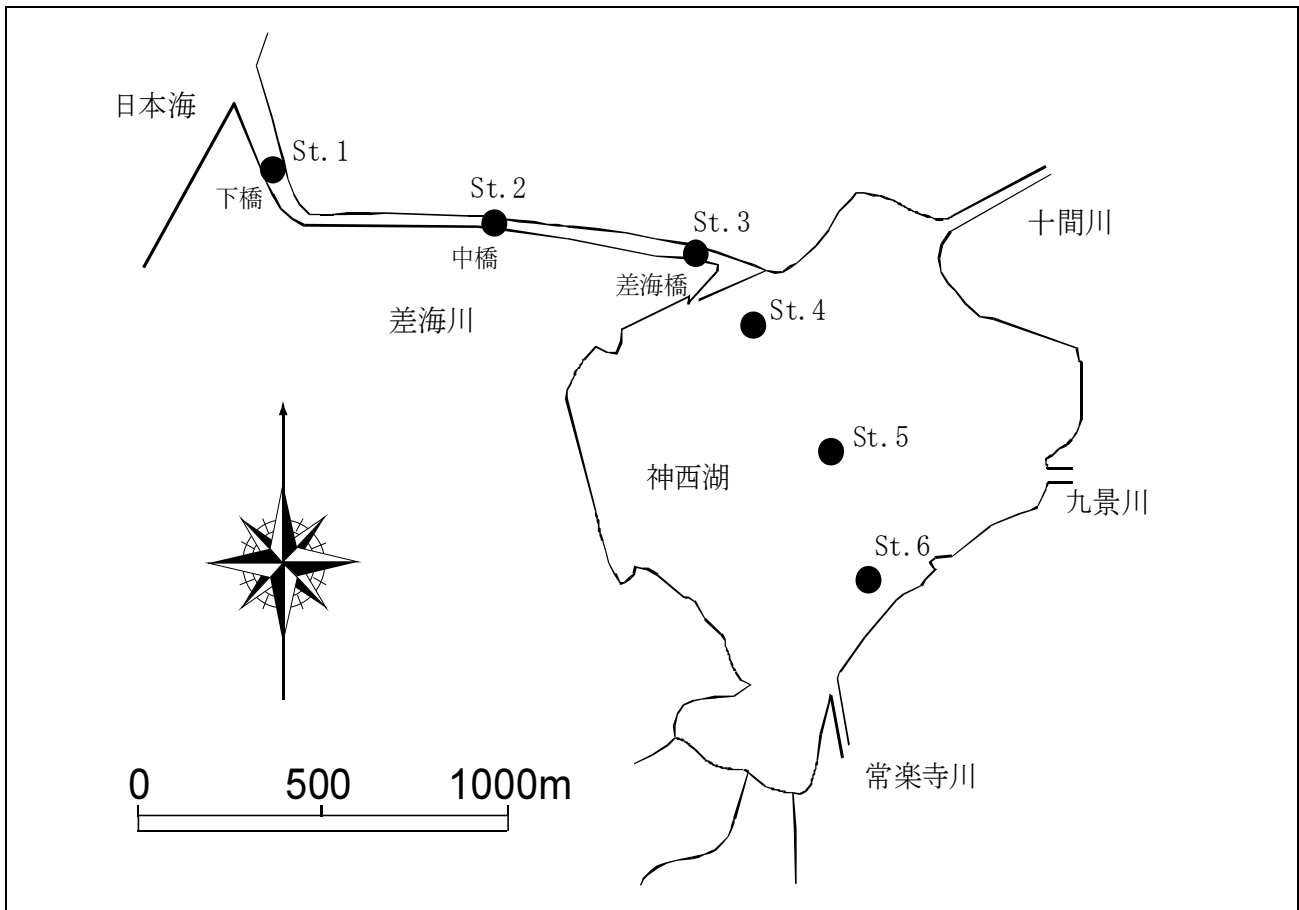 日本海
St. 1
下橋
St. 2
中橋
St. 3
差海橋
十間川
差海川
St. 4
St. 5
神西湖
九景川
St. 6
常楽寺川
0 500 1000m